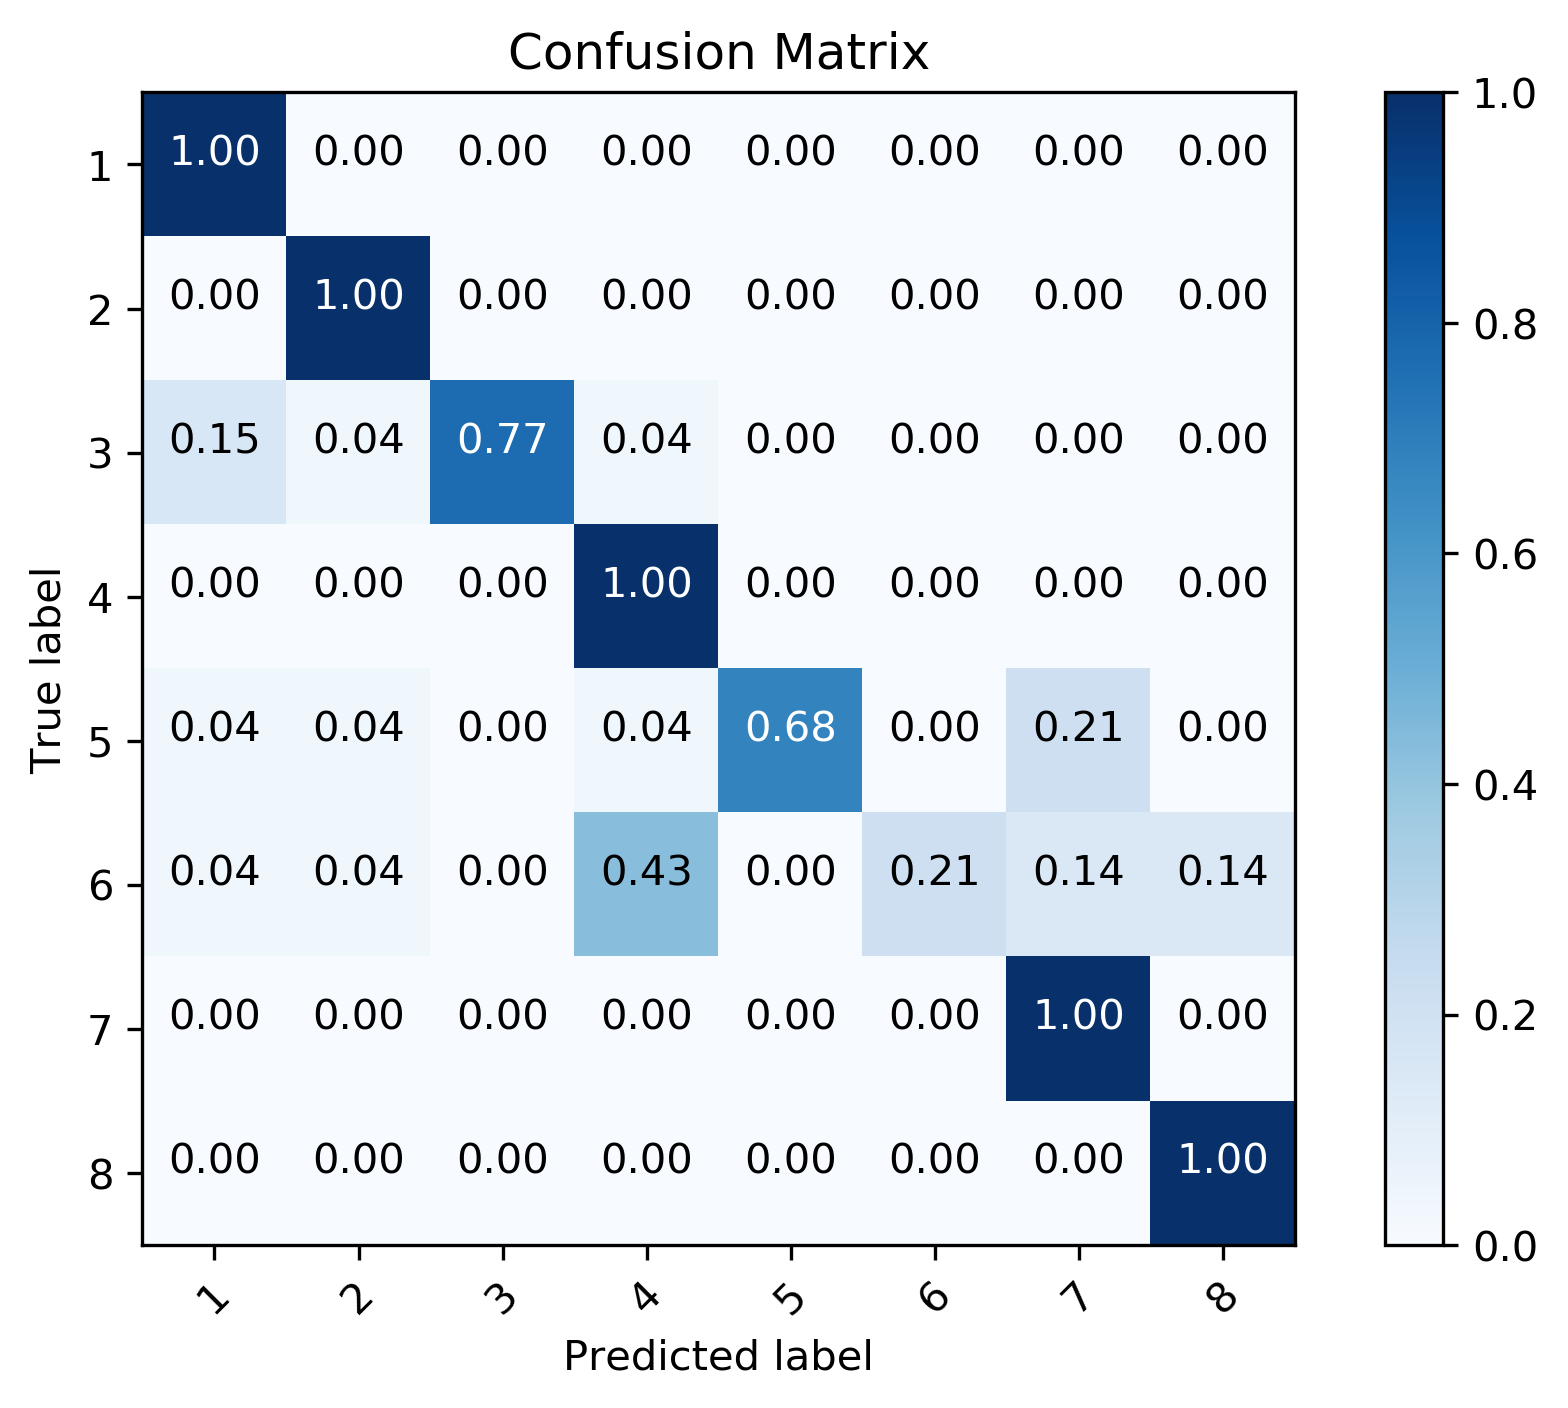 Confusion Matrix
1 1.00 0.00 0.00 0.00 0.00 0.00 0.00 0.00
2 0.00 1.00 0.00 0.00 0.00 0.00 0.00 0.00
3 0.15 0.04 0.77 0.04 0.00 0.00 0.00 0.00
4 0.00 0.00 0.00 1.00 0.00 0.00 0.00 0.00
5 0.04 0.04 0.00 0.04 0.68 0.00 0.21 0.00
6 0.04 0.04 0.00 0.43 0.00 0.21 0.14 0.14
7 0.00 0.00 0.00 0.00 0.00 0.00 1.00 0.00
8 0.00 0.00 0.00 0.00 0.00 0.00 0.00 1.00
1 2 3 4 5 6 7 8
Predicted label
True label
1.0
0.8
0.6
0.4
0.2
0.0